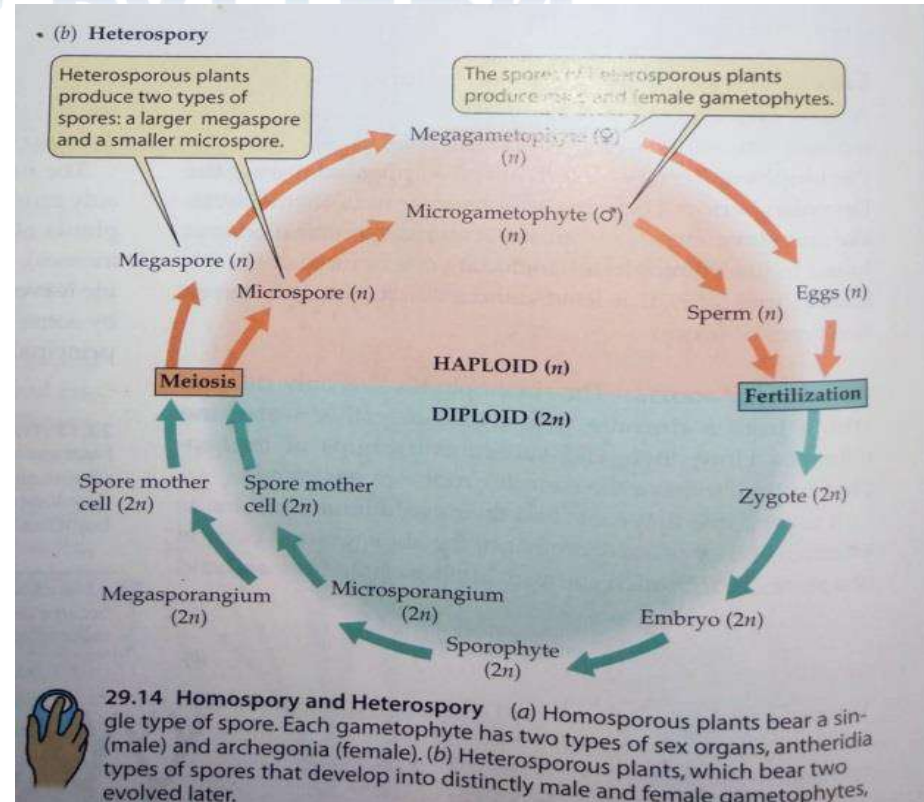 • (b) Heterospory
Heterosporous plants
produce two types of
spores: a larger megaspore
and a smaller microspore.
The spores of heterosporous plants
produce male and female gametophytes.
Megagametophyte (♀)
(n)
Microgametophyte (♂)
(n)
Megaspore (n)
Microspore (n)
Eggs (n)
Sperm (n)
HAPLOID (n)
Meiosis
Fertilization
DIPLOID (2n)
Spore mother
cell (2n)
Spore mother
cell (2n)
Zygote (2n)
Megasporangium
(2n)
Microsporangium
(2n)
Embryo (2n)
Sporophyte
(2n)
29.14 Homospory and Heterospory (a) Homosporous plants bear a sin-
gle type of spore. Each gametophyte has two types of sex organs, antheridia
(male) and archegonia (female). (b) Heterosporous plants, which bear two
types of spores that develop into distinctly male and female gametophytes,
evolved later.